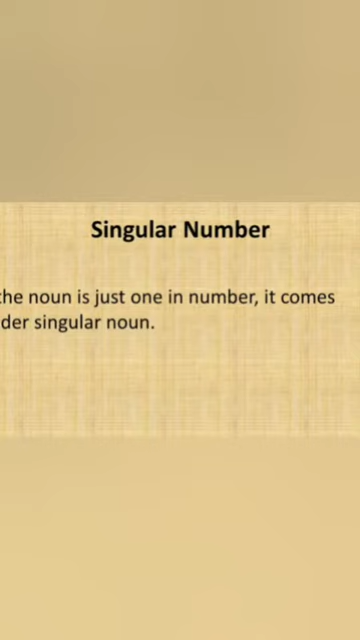 Singular Number
the noun is just one in number, it comes
der singular noun.